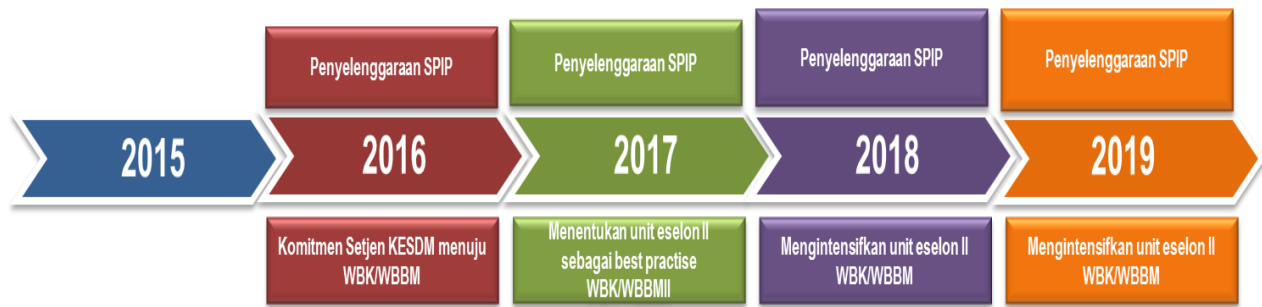 Penyelenggaraan SPIP
Penyelenggaraan SPIP
Penyelenggaraan SPIP
Penyelenggaraan SPIP
2015
2016
2017
2018
2019
Komitmen Setjen KESDM menuju
WBK/WBBM
Menentukan unit eselon II
sebagai best practise
WBK/WBBMII
Mengintensifkan unit eselon II
WBK/WBBM
Mengintensifkan unit eselon II
WBK/WBBM